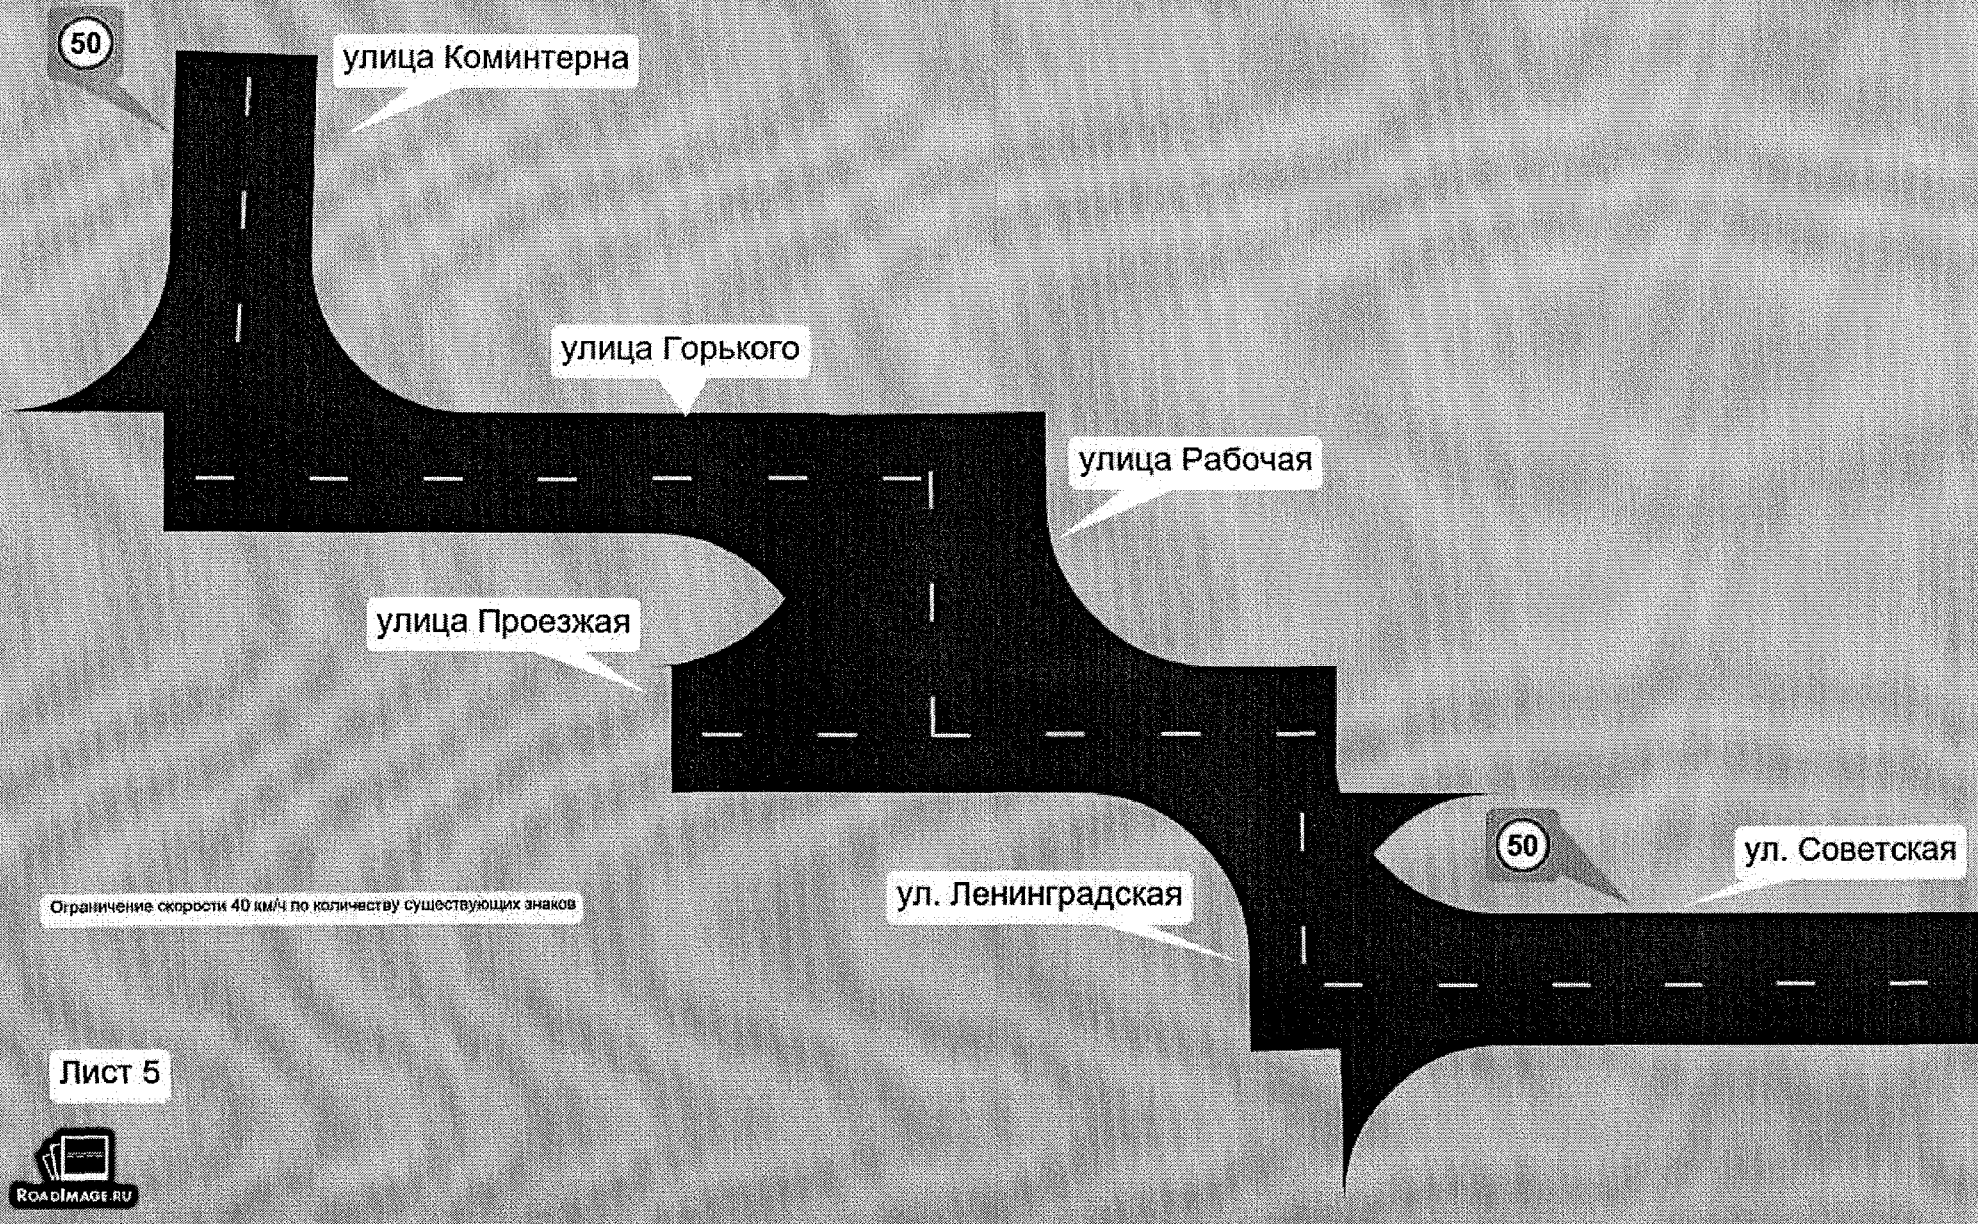 50
улица Коминтерна
улица Горького
улица Рабочая
улица Проезжая
50
ул. Советская
ул. Ленинградская
Ограничение скорости 40 км/ч по количеству существующих знаков
Лист 5
ROADIMAGE.RU